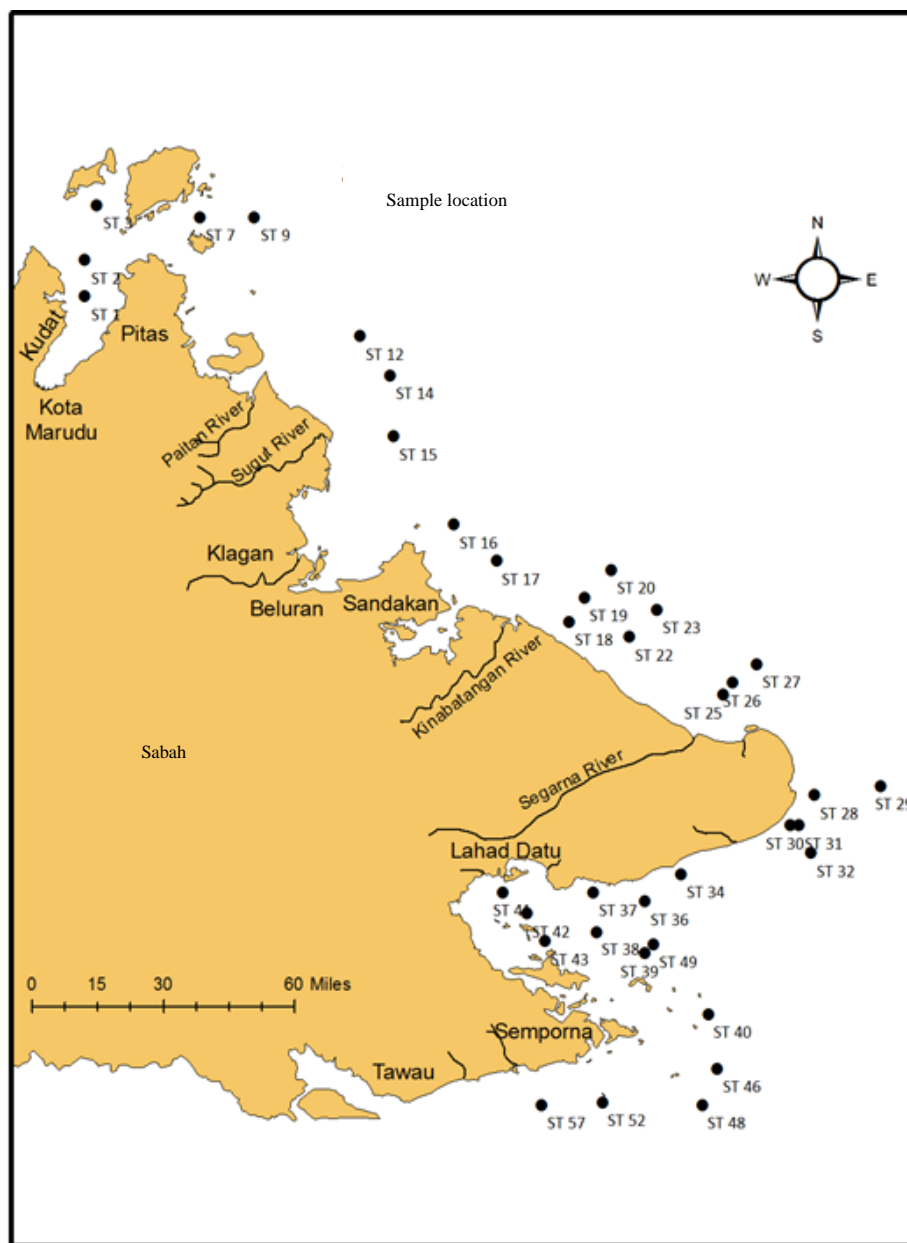 Sample location
ST 3
ST 7
ST 9
N
W
E
S
ST 2
ST 1
Kudat
Pitas
ST 12
ST 14
Kota
Marudu
Paitan River
Sugut River
ST 15
ST 16
Klagan
ST 17
Beluran
Sandakan
ST 20
ST 19
ST 23
ST 18
ST 22
Kinabatangan River
ST 27
ST 26
ST 25
Sabah
Segarna River
ST 28
ST 29
ST 30
ST 31
ST 32
Lahad Datu
ST 34
ST 41
ST 37
ST 36
ST 42
ST 38
ST 49
ST 43
ST 39
0 15 30 60 Miles
ST 40
Semporna
Tawau
ST 46
ST 57
ST 52
ST 48